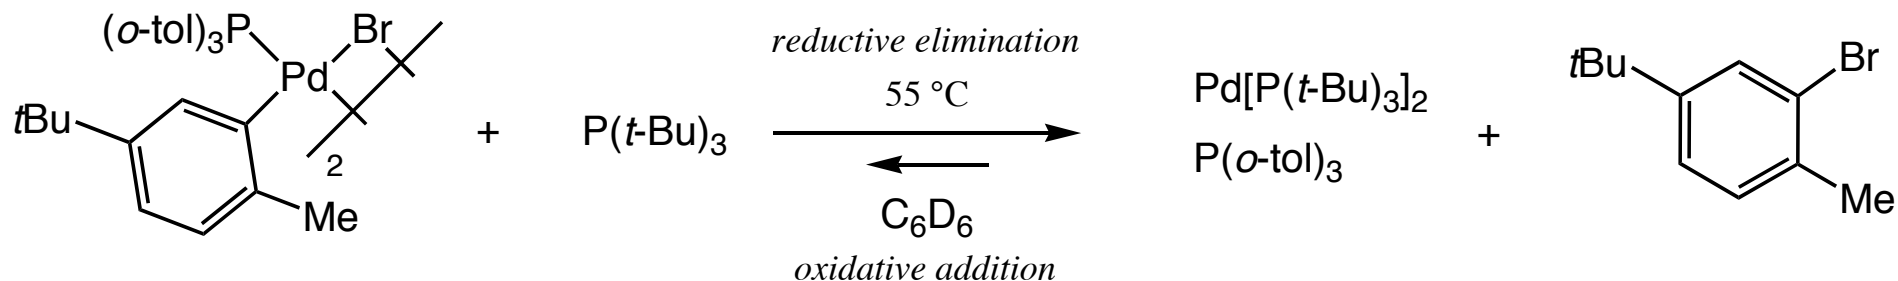 (o-tol)3P
Br
Pd
tBu
Me
2
+
P(t-Bu)3
reductive elimination
55 °C
C6D6
oxidative addition
Pd[P(t-Bu)3]2
P(o-tol)3
+
tBu
Br
Me